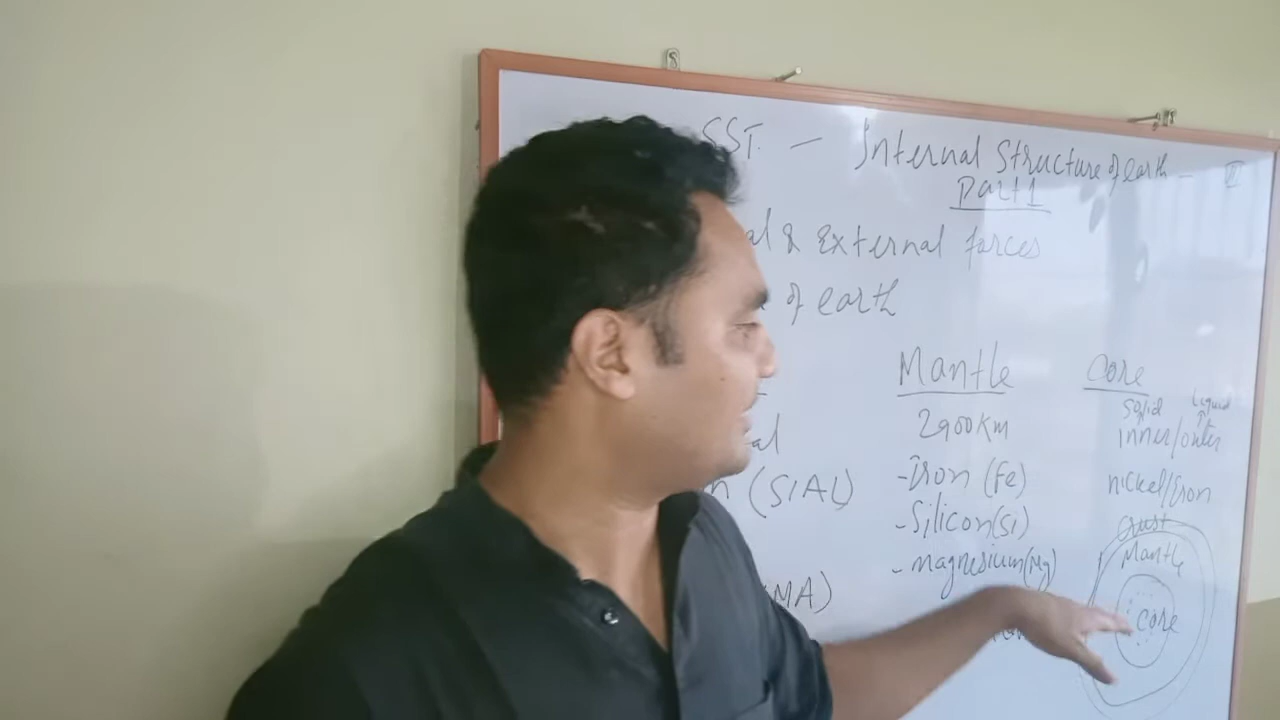 SST. - Internal Structure of earth - II
Part 1
al & External forces
of earth
Mantle
Core
2900km
solid liquid
inner/outer
- Iron (Fe)
nickel/Iron
(SIAL)
- Silicon(Si)
crust
- magnesium(Mg)
Mantle
MA)
core